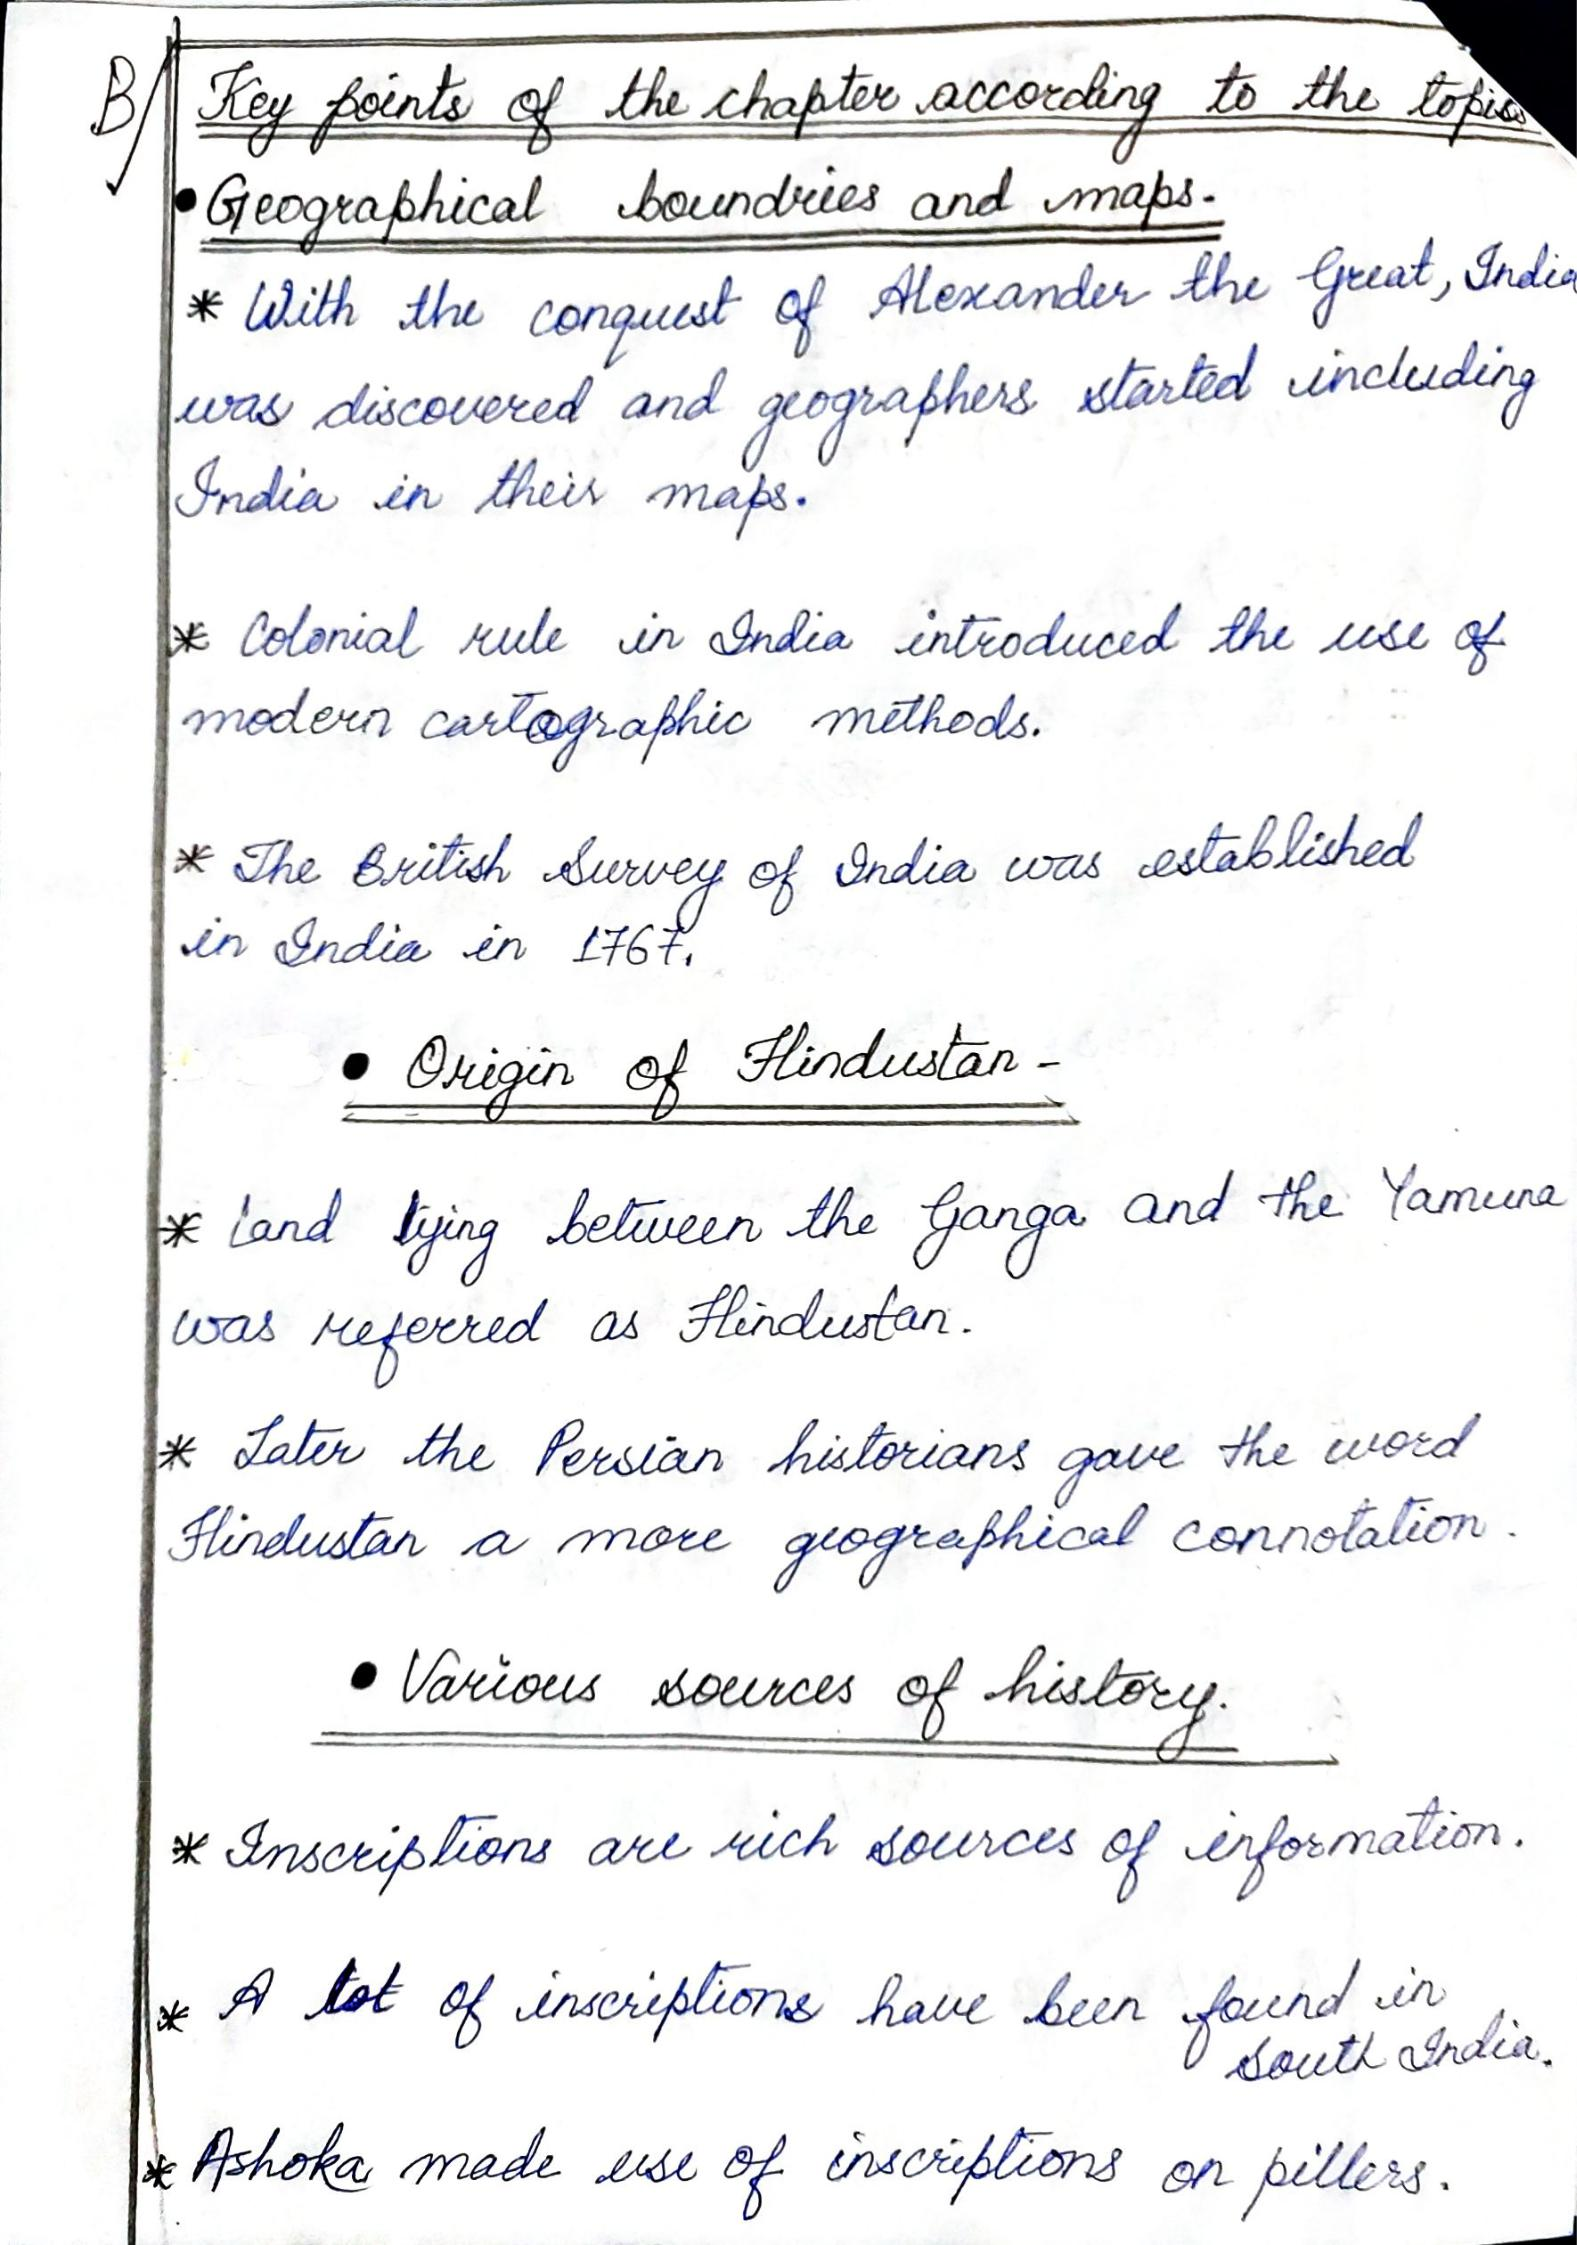 B/ Key points of the chapter according to the topics
• Geographical boundries and maps.
* With the conquest of Alexander the Great, India
was discovered and geographers started including
India in their maps.
* Colonial rule in India introduced the use of
modern cartographic methods.
* The British Survey of India was established
in India in 1767.
• Origin of Hindustan -
* Land lying between the Ganga and the Yamuna
was referred as Hindustan.
* Later the Persian historians gave the word
Hindustan a more geographical connotation.
• Various sources of history.
* Inscriptions are rich sources of information.
* A lot of inscriptions have been found in
south India.
* Ashoka made use of inscriptions on pillers.